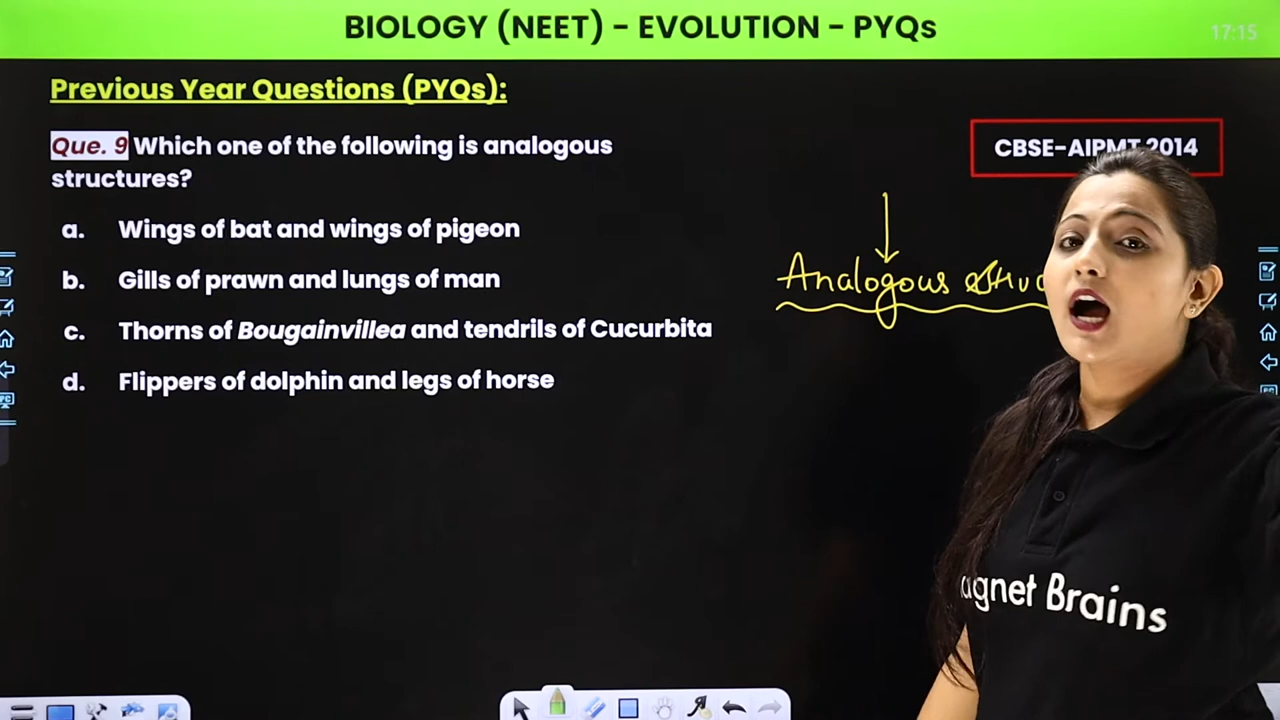 BIOLOGY (NEET) - EVOLUTION - PYQs
17:15
Previous Year Questions (PYQs):
Que. 9 Which one of the following is analogous
structures?
CBSE-AIPMT 2014
a. Wings of bat and wings of pigeon
b. Gills of prawn and lungs of man
Analogous
c. Thorns of Bougainvillea and tendrils of Cucurbita
d. Flippers of dolphin and legs of horse
agnet Brains